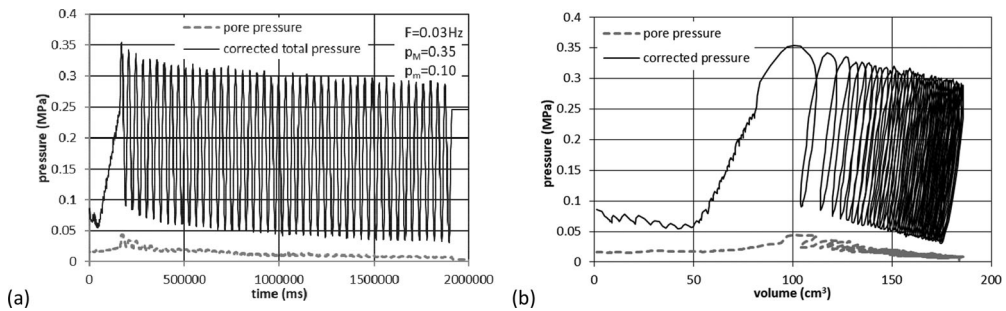 0.4
0.35
0.3
0.25
0.2
0.15
0.1
0.05
0
pressure (MPa)
pore pressure
corrected total pressure
F=0.03Hz
pM=0.35
pm=0.10
0 500000 1000000 1500000 2000000
time (ms)
(a)
0.4
0.35
0.3
0.25
0.2
0.15
0.1
0.05
0
pressure (MPa)
pore pressure
corrected pressure
0 50 100 150 200
volume (cm³)
(b)